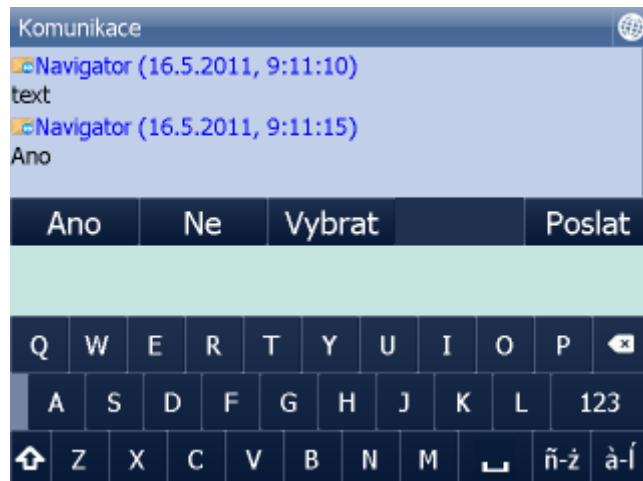 Komunikace
Navigator (16.5.2011, 9:11:10)
text
Navigator (16.5.2011, 9:11:15)
Ano
Ano Ne Vybrat Poslat
Q W E R T Y U I O P
A S D F G H J K L 123
Z X C V B N M ñ-ż à-Í